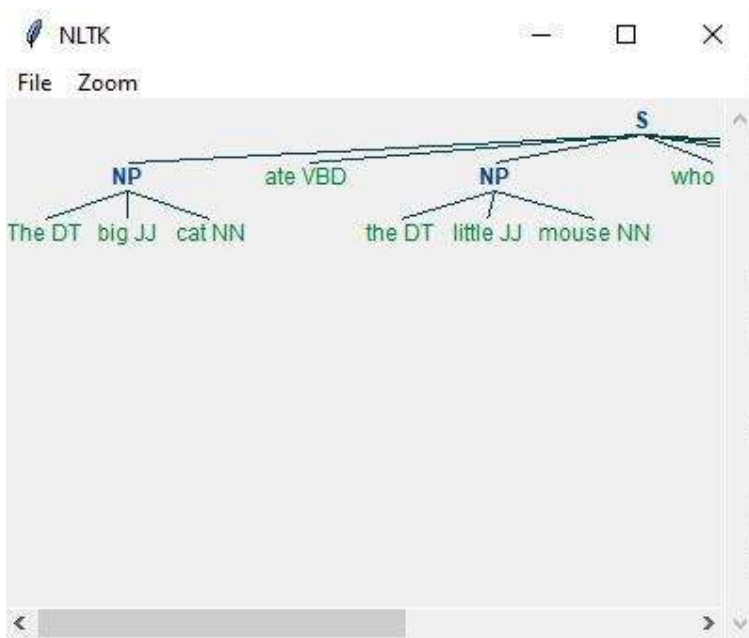 NLTK
File Zoom
S
NP ate VBD NP who
The DT big JJ cat NN the DT little JJ mouse NN